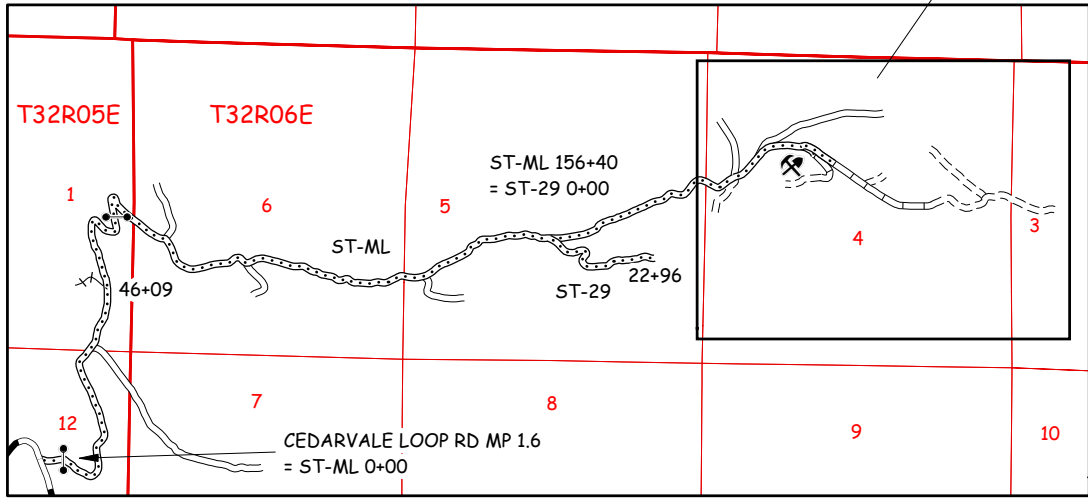 T32R05E
T32R06E
ST-ML 156+40
= ST-29 0+00
1
6
5
4
3
ST-ML
46+09
ST-29
22+96
7
8
12
9
10
CEDARVALE LOOP RD MP 1.6
= ST-ML 0+00